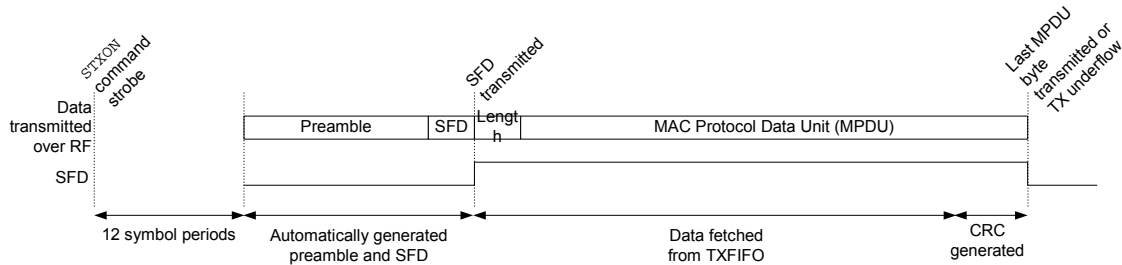 STXON
command
strobe
SFD
transmitted
Last MPDU
byte
transmitted or
TX underflow
Data
transmitted
over RF
Preamble
SFD
Lengt
h
MAC Protocol Data Unit (MPDU)
SFD
12 symbol periods
Automatically generated
preamble and SFD
Data fetched
from TXFIFO
CRC
generated